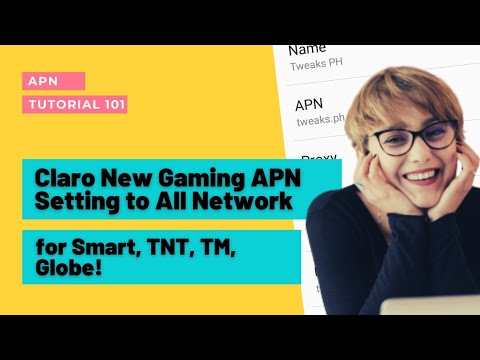 APN
TUTORIAL 101
Claro New Gaming APN
Setting to All Network
for Smart, TNT, TM,
Globe!
Name
Tweaks PH
APN
tweaks.ph
Proxy